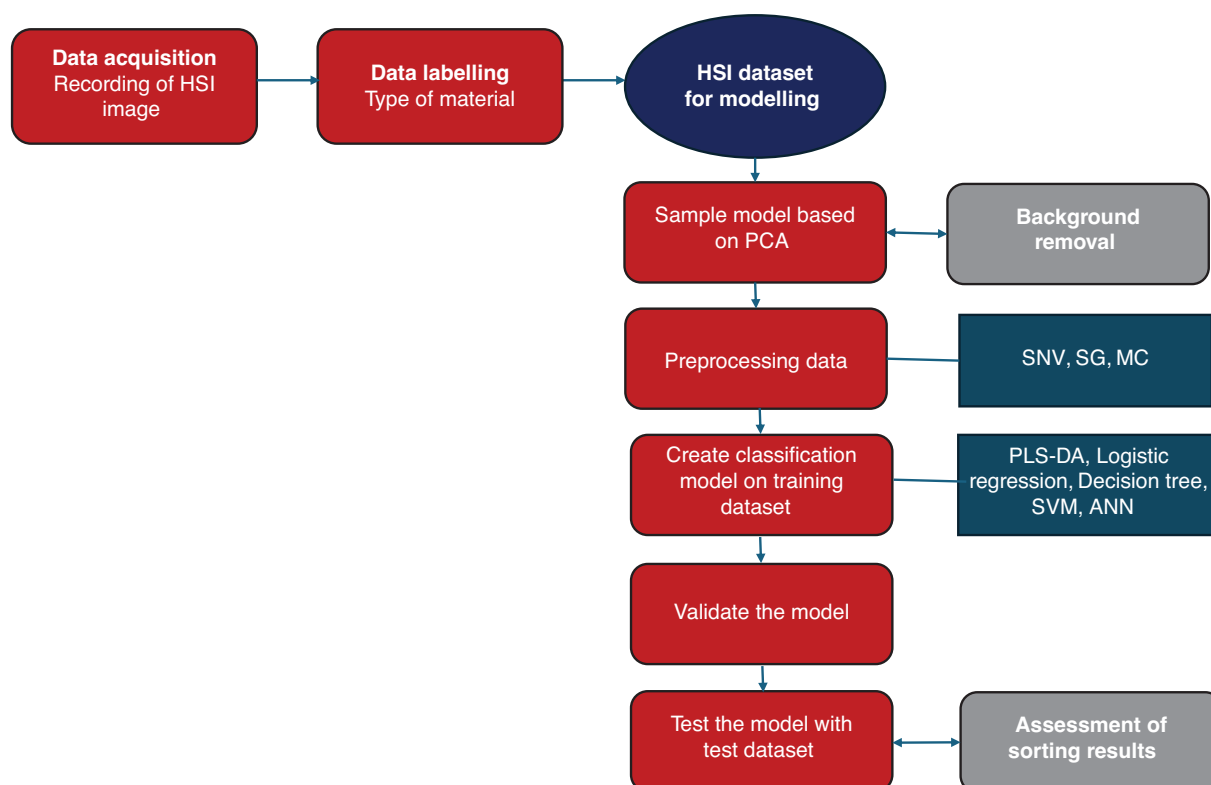 Data acquisition
Recording of HSI
image
Data labelling
Type of material
HSI dataset
for modelling
Sample model based
on PCA
Background
removal
Preprocessing data
SNV, SG, MC
Create classification
model on training
dataset
PLS-DA, Logistic
regression, Decision tree,
SVM, ANN
Validate the model
Test the model with
test dataset
Assessment of
sorting results